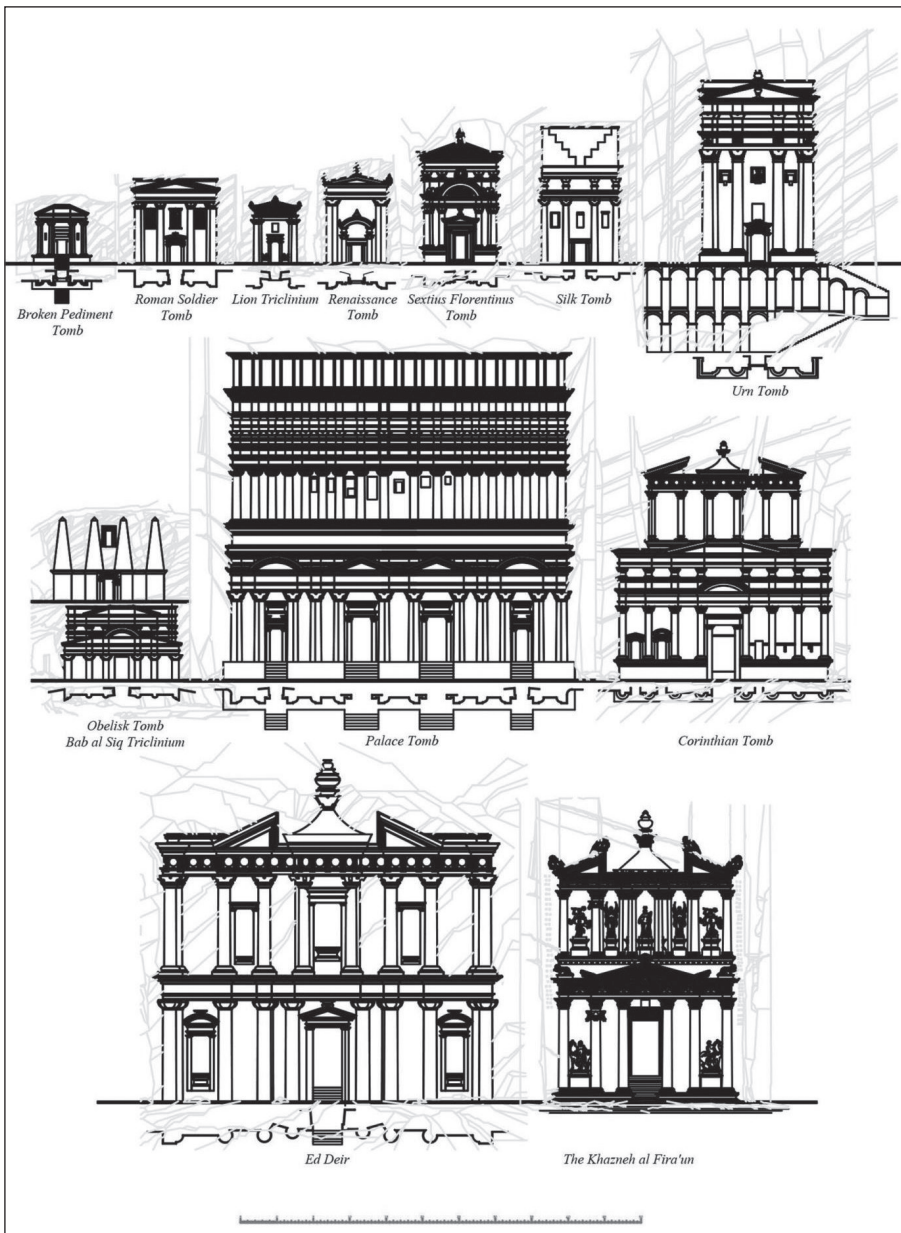 Broken Pediment
Tomb
Roman Soldier
Tomb
Lion Triclinium
Renaissance
Tomb
Sextius Florentinus
Tomb
Silk Tomb
Urn Tomb
Obelisk Tomb
Bab al Siq Triclinium
Palace Tomb
Corinthian Tomb
Ed Deir
The Khazneh al Fira'un